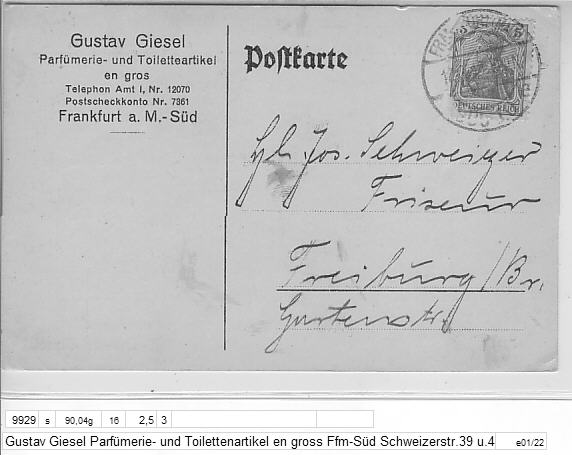 Gustav Giesel
Parfümerie- und Toiletteartikel
en gros
Telephon Amt I, Nr. 12070
Postscheckkonto Nr. 7361
Frankfurt a. M.-Süd
Postkarte
5 5
DEUTSCHES REICH
Jos. Schweizer
Friseur
Freiburg/Br.
Gartenstr.
9929 s 90,04g 16 2,5 3
Gustav Giesel Parfümerie- und Toilettenartikel en gross Ffm-Süd Schweizerstr.39 u.4 e01/22